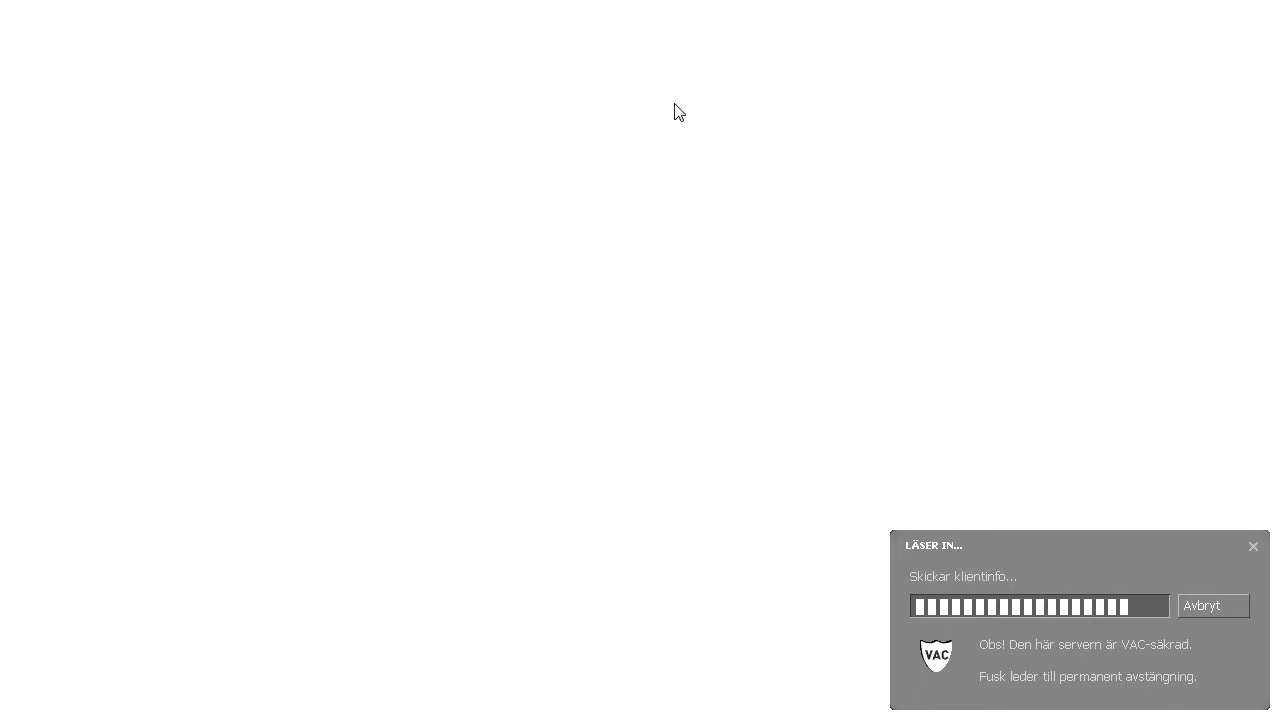 LÄSER IN...
Skickar klientinfo...
Avbryt
VAC
Obs! Den här servern är VAC-säkrad.
Fusk leder till permanent avstängning.